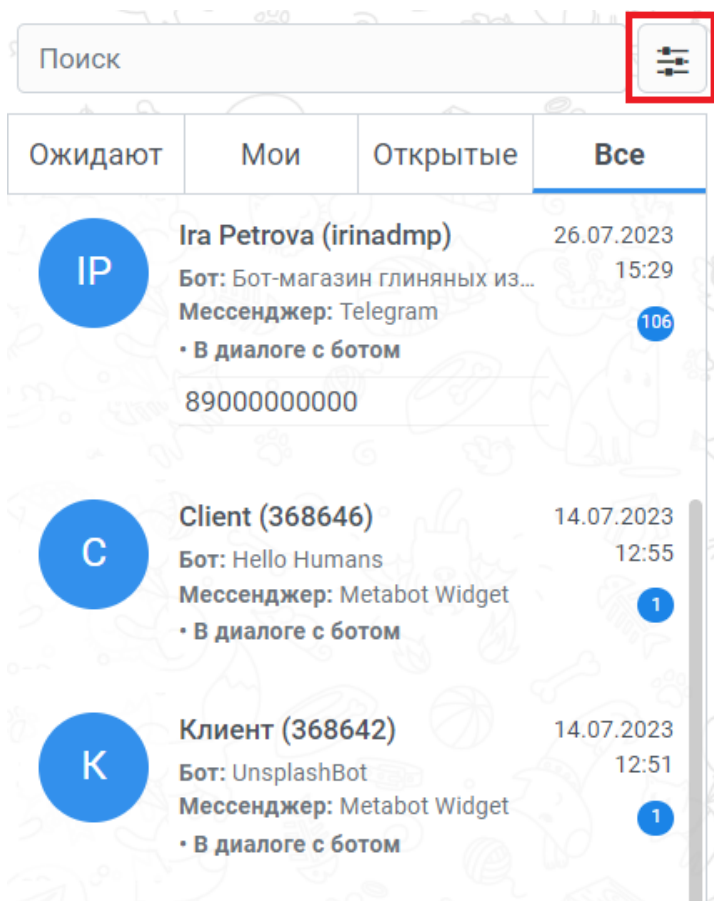 Поиск
Ожидают Мои Открытые Все
IP
Ira Petrova (irinadmp) 26.07.2023
Бот: Бот-магазин глиняных из... 15:29
Мессенджер: Telegram 106
• В диалоге с ботом
89000000000
C
Client (368646) 14.07.2023
Бот: Hello Humans 12:55
Мессенджер: Metabot Widget 1
• В диалоге с ботом
К
Клиент (368642) 14.07.2023
Бот: UnsplashBot 12:51
Мессенджер: Metabot Widget 1
• В диалоге с ботом